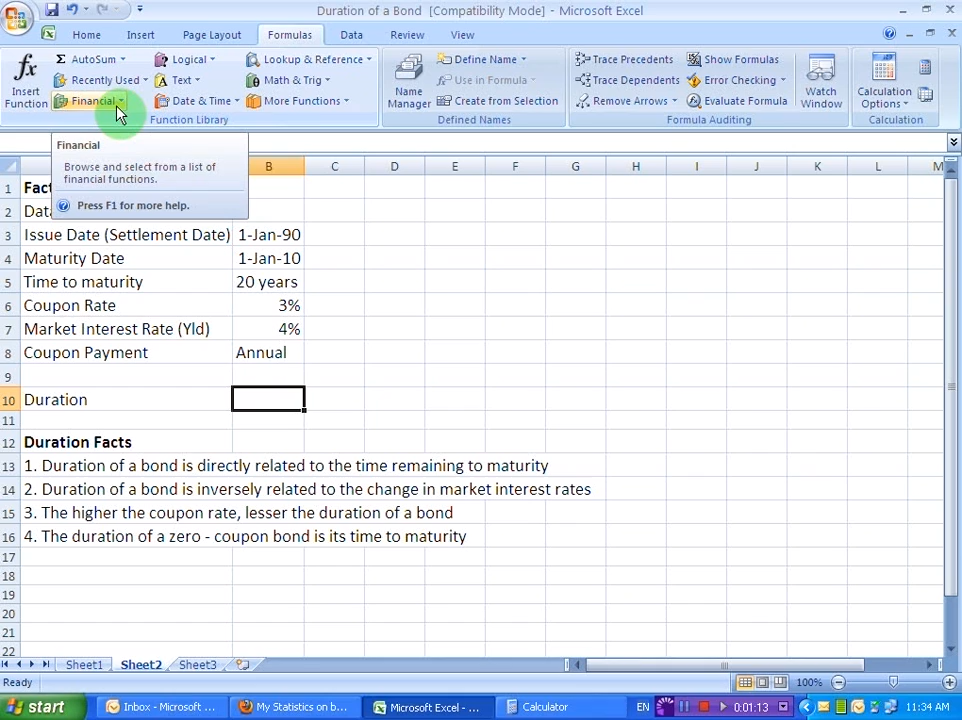 Duration of a Bond [Compatibility Mode] - Microsoft Excel
Home Insert Page Layout Formulas Data Review View
fx
Insert Function
Σ AutoSum
Recently Used
Financial
Logical
Text
Date & Time
Lookup & Reference
Math & Trig
More Functions
Function Library
Name Manager
Define Name
Use in Formula
Create from Selection
Defined Names
Trace Precedents
Trace Dependents
Remove Arrows
Show Formulas
Error Checking
Evaluate Formula
Formula Auditing
Watch Window
Calculation Options
Calculation
Financial
Browse and select from a list of
financial functions.
Press F1 for more help.
B C D E F G H I J K L M
1 Fac
2 Data
3 Issue Date (Settlement Date) 1-Jan-90
4 Maturity Date 1-Jan-10
5 Time to maturity 20 years
6 Coupon Rate 3%
7 Market Interest Rate (Yld) 4%
8 Coupon Payment Annual
9
10 Duration
11
12 Duration Facts
13 1. Duration of a bond is directly related to the time remaining to maturity
14 2. Duration of a bond is inversely related to the change in market interest rates
15 3. The higher the coupon rate, lesser the duration of a bond
16 4. The duration of a zero - coupon bond is its time to maturity
17
18
19
20
21
22
Sheet1 Sheet2 Sheet3
Ready 100%
start Inbox - Microsoft ... My Statistics on b... Microsoft Excel - ... Calculator EN 0:01:13 11:34 AM